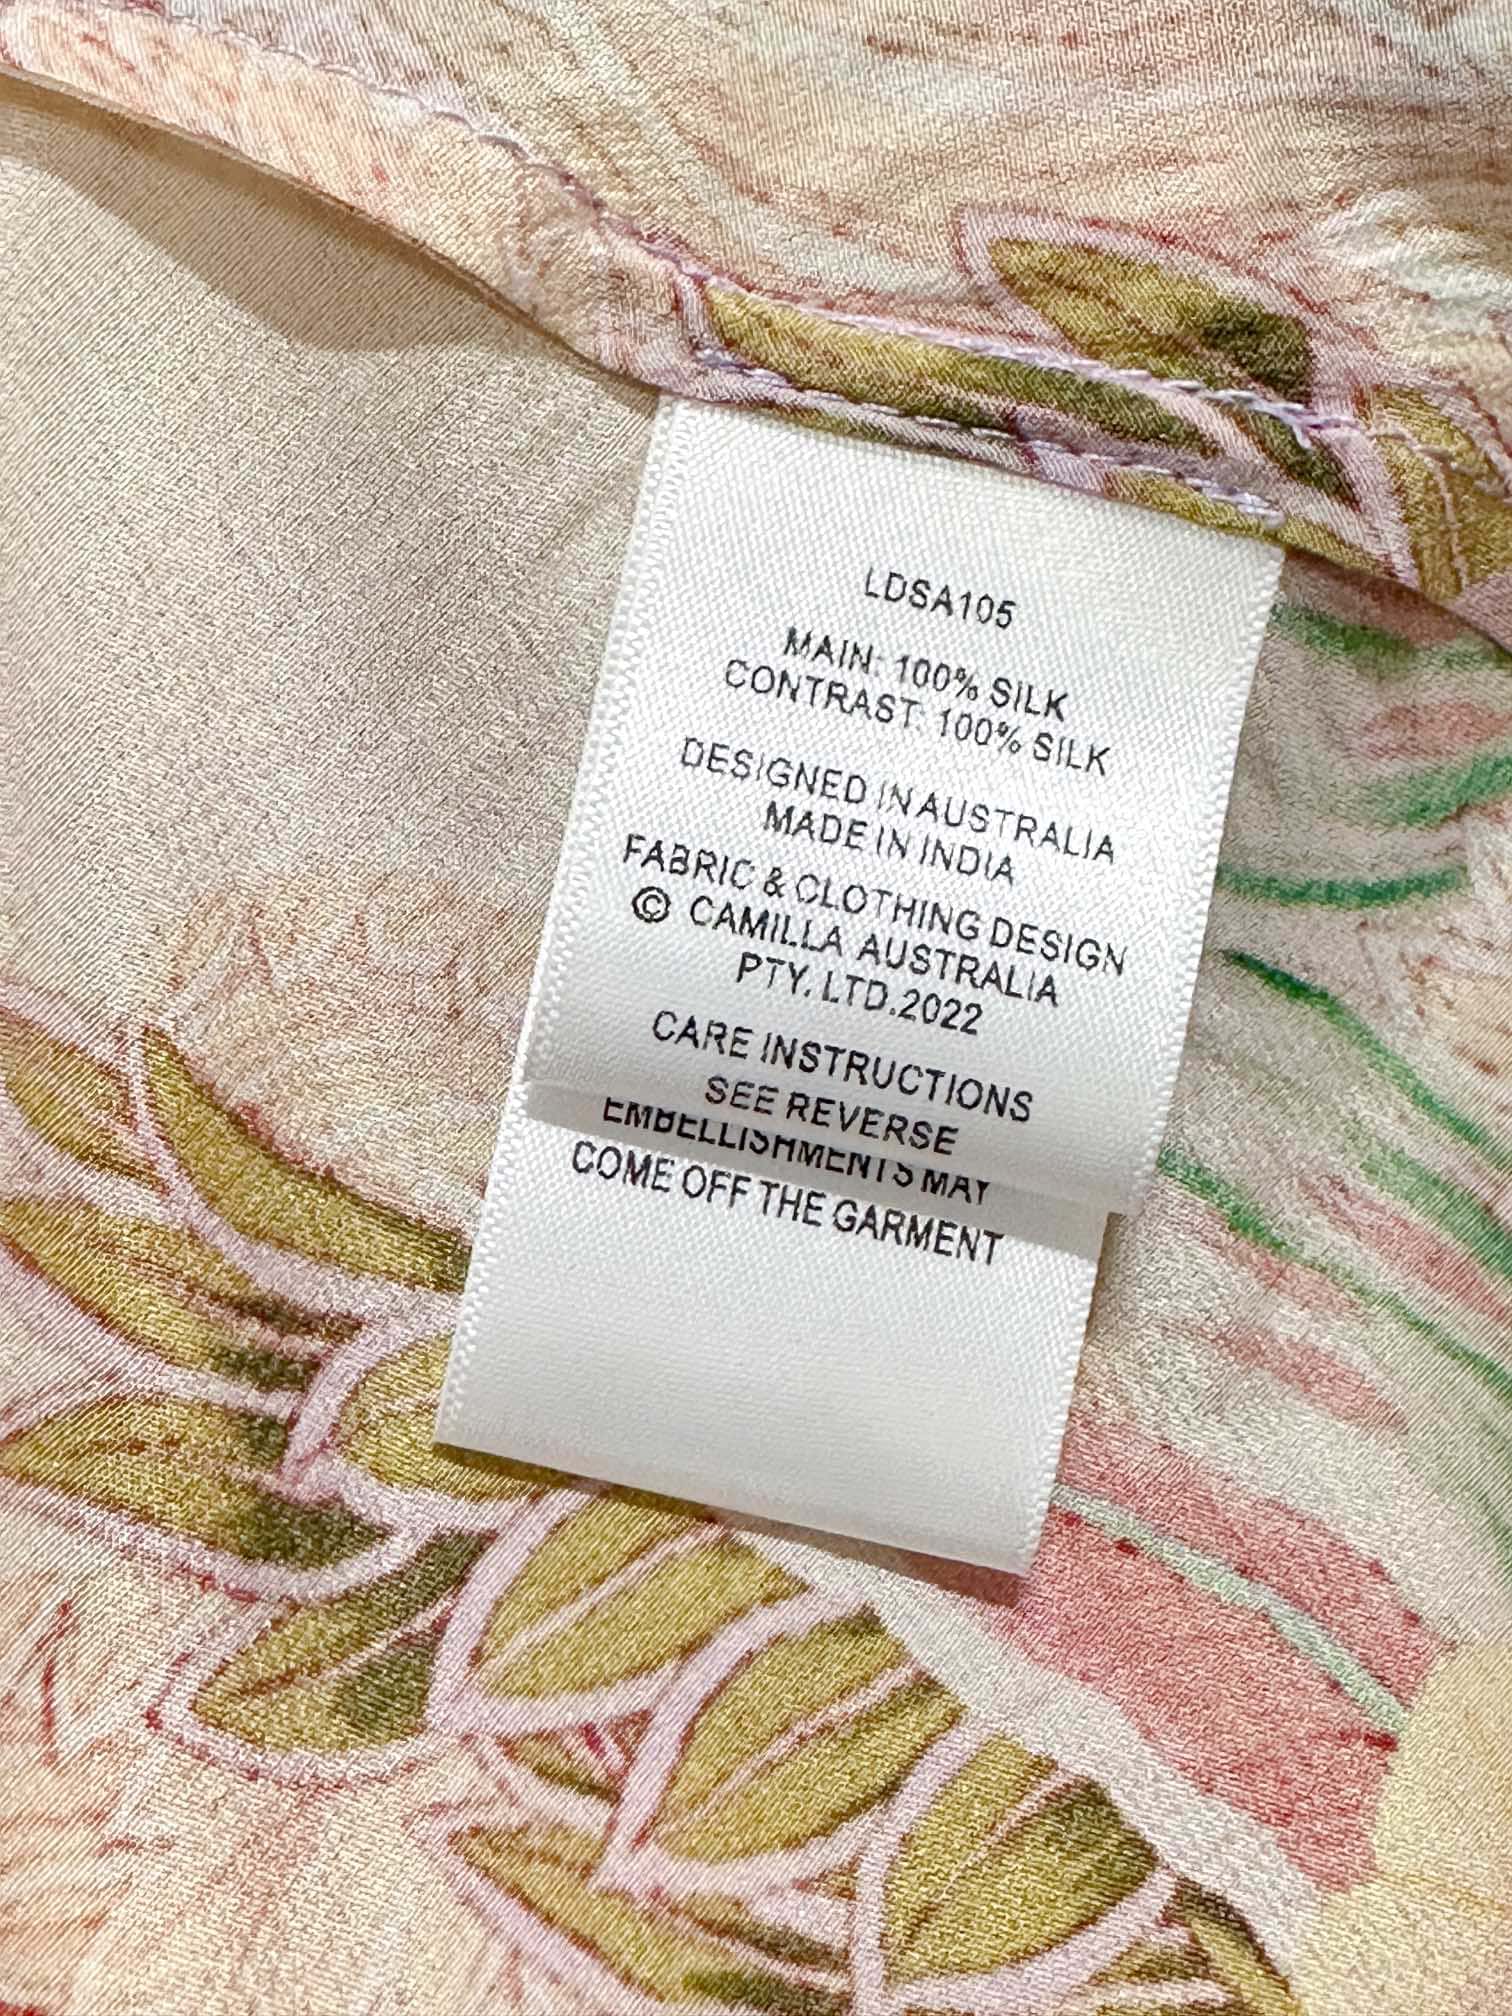 LDSA105
MAIN: 100% SILK
CONTRAST: 100% SILK
DESIGNED IN AUSTRALIA
MADE IN INDIA
FABRIC & CLOTHING DESIGN
© CAMILLA AUSTRALIA
PTY. LTD.2022
CARE INSTRUCTIONS
SEE REVERSE
EMBELLISHMENTS MAY
COME OFF THE GARMENT